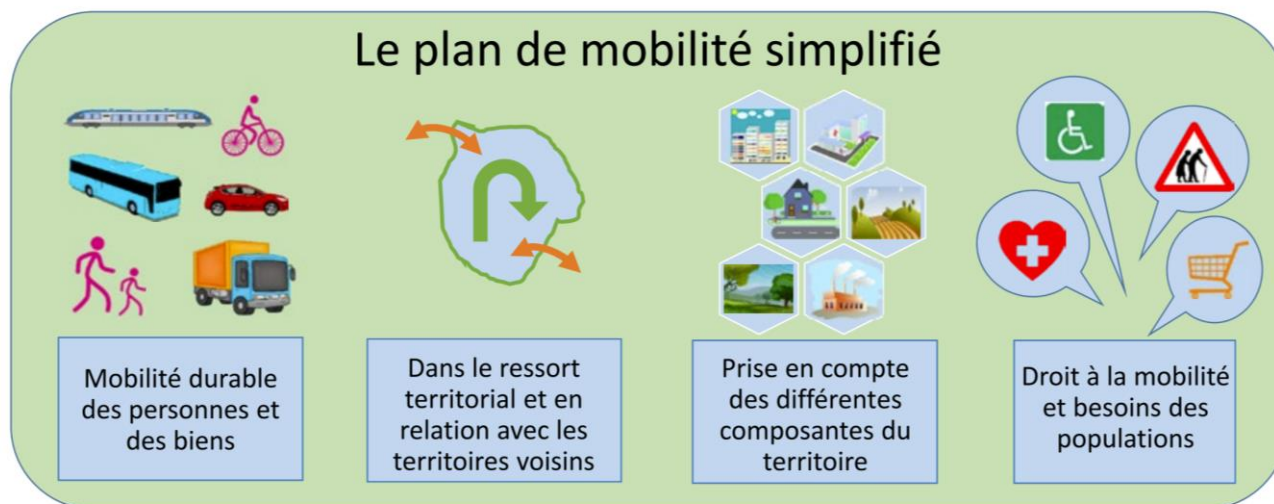 Le plan de mobilité simplifié
Mobilité durable
des personnes et
des biens
Dans le ressort
territorial et en
relation avec les
territoires voisins
Prise en compte
des différentes
composantes du
territoire
Droit à la mobilité
et besoins des
populations